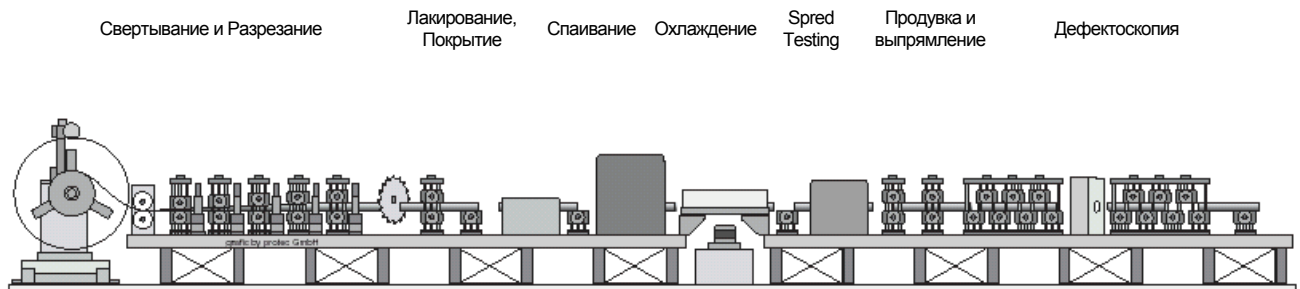 Свертывание и Разрезание
Лакирование,
Покрытие
Спаивание
Охлаждение
Spred
Testing
Продувка и
выпрямление
Дефектоскопия
grafic by protec GmbH